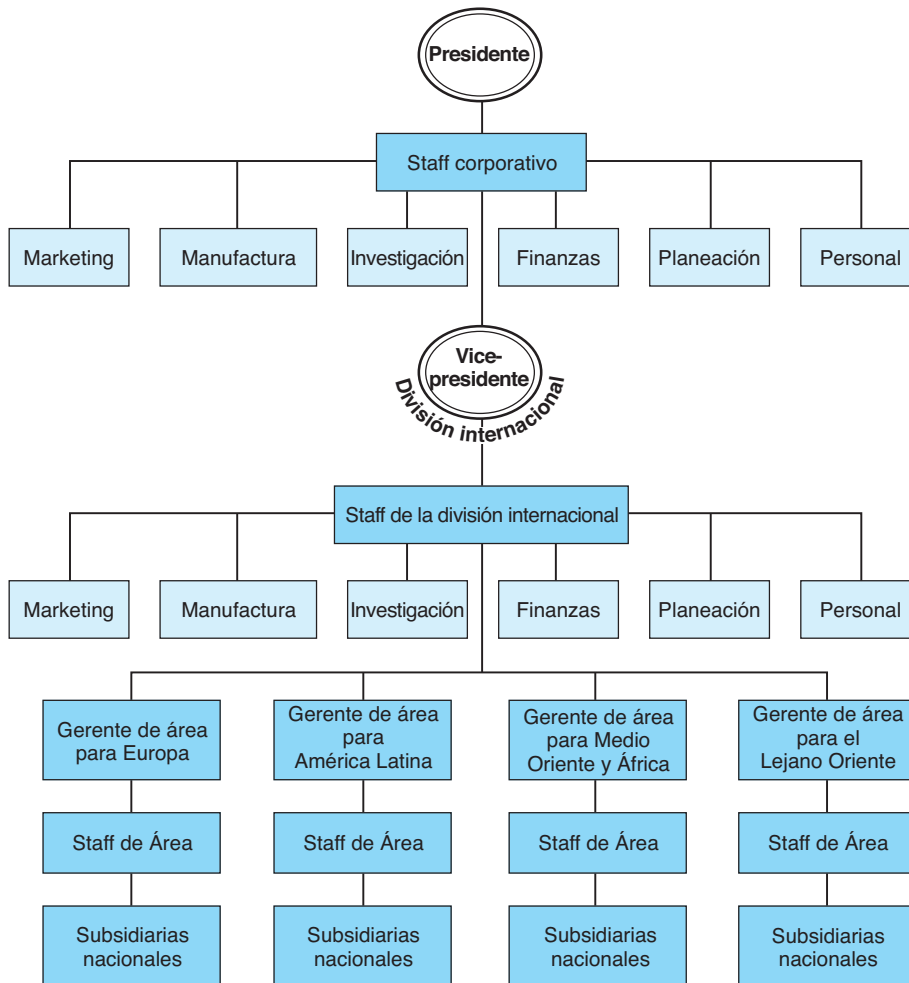 Presidente
Staff corporativo
Marketing
Manufactura
Investigación
Finanzas
Planeación
Personal
Vice-
presidente
División internacional
Staff de la división internacional
Marketing
Manufactura
Investigación
Finanzas
Planeación
Personal
Gerente de área
para Europa
Gerente de área
para
América Latina
Gerente de área
para Medio
Oriente y África
Gerente de área
para el
Lejano Oriente
Staff de Área
Staff de Área
Staff de Área
Staff de Área
Subsidiarias
nacionales
Subsidiarias
nacionales
Subsidiarias
nacionales
Subsidiarias
nacionales